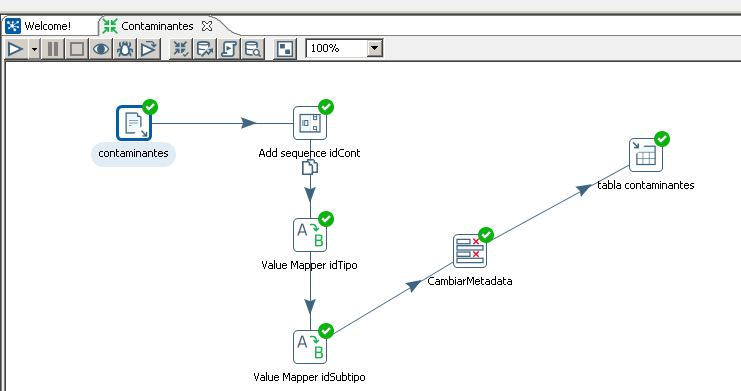 Welcome!
Contaminantes
100%
contaminantes
Add sequence idCont
tabla contaminantes
A
B
Value Mapper idTipo
CambiarMetadata
A
B
Value Mapper idSubtipo